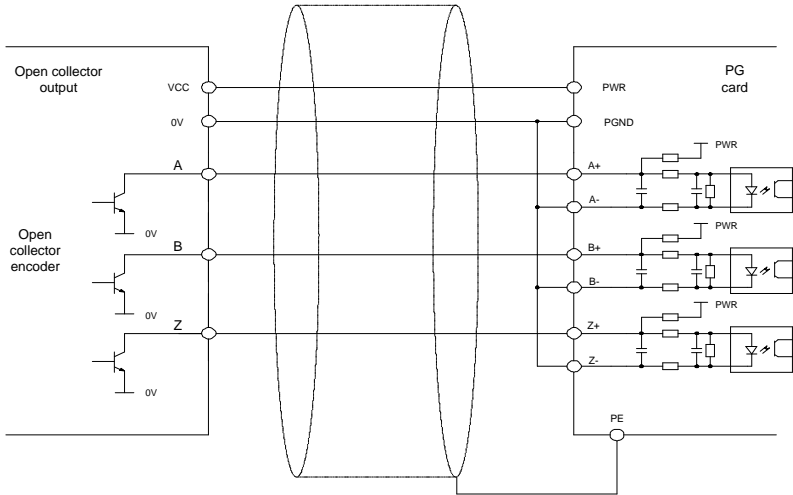 Open collector
output
PG
card
VCC
PWR
0V
PGND
PWR
A
A+
A-
0V
PWR
Open
collector
encoder
B
B+
B-
0V
PWR
Z
Z+
Z-
0V
PE